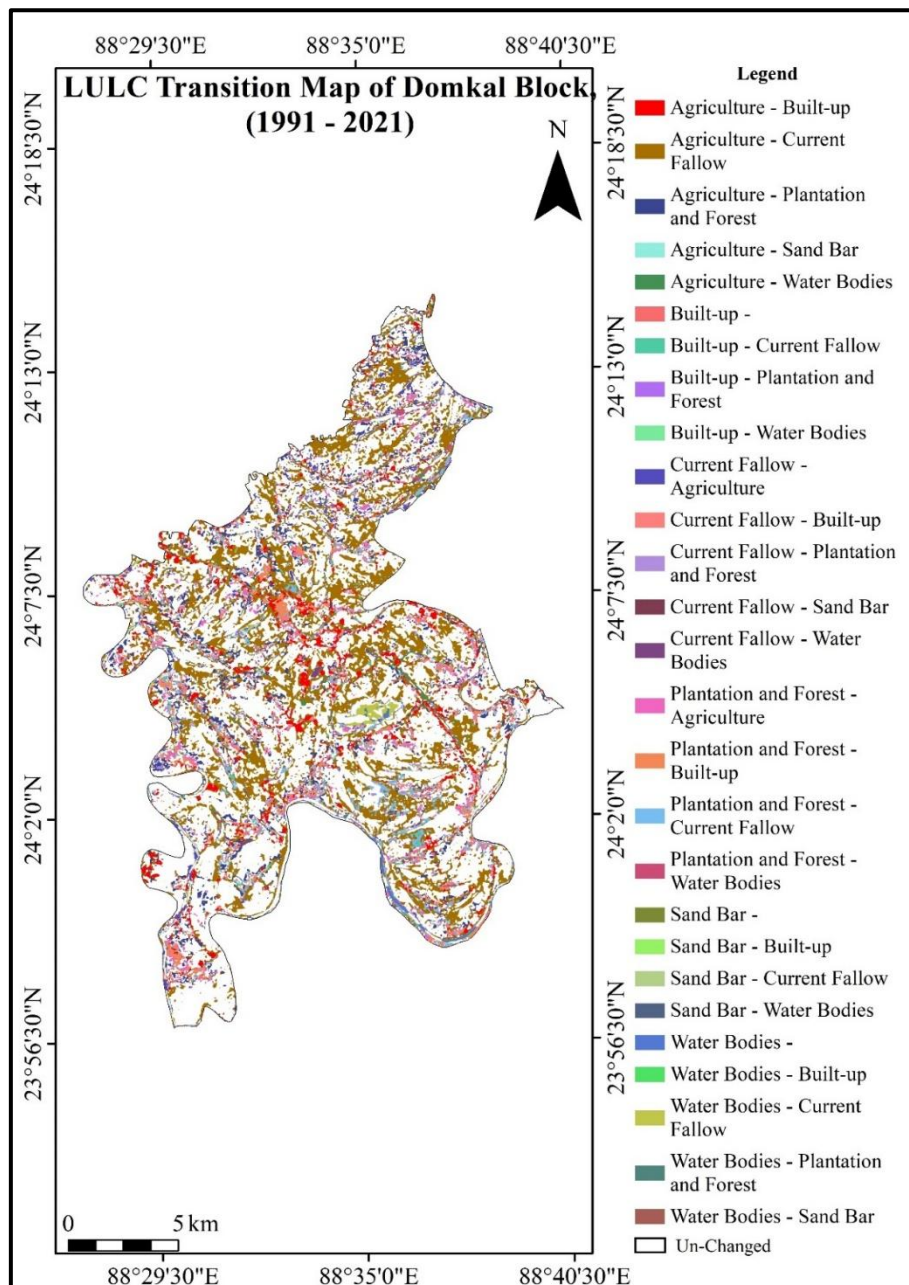 88°29'30"E 88°35'0"E 88°40'30"E
LULC Transition Map of Domkal Block,
(1991 - 2021)
N
24°18'30"N
24°13'0"N
24°7'30"N
24°2'0"N
23°56'30"N
24°18'30"N
24°13'0"N
24°7'30"N
24°2'0"N
23°56'30"N
0 5 km
88°29'30"E 88°35'0"E 88°40'30"E
Legend
Agriculture - Built-up
Agriculture - Current
Fallow
Agriculture - Plantation
and Forest
Agriculture - Sand Bar
Agriculture - Water Bodies
Built-up -
Built-up - Current Fallow
Built-up - Plantation and
Forest
Built-up - Water Bodies
Current Fallow -
Agriculture
Current Fallow - Built-up
Current Fallow - Plantation
and Forest
Current Fallow - Sand Bar
Current Fallow - Water
Bodies
Plantation and Forest -
Agriculture
Plantation and Forest -
Built-up
Plantation and Forest -
Current Fallow
Plantation and Forest -
Water Bodies
Sand Bar -
Sand Bar - Built-up
Sand Bar - Current Fallow
Sand Bar - Water Bodies
Water Bodies -
Water Bodies - Built-up
Water Bodies - Current
Fallow
Water Bodies - Plantation
and Forest
Water Bodies - Sand Bar
Un-Changed